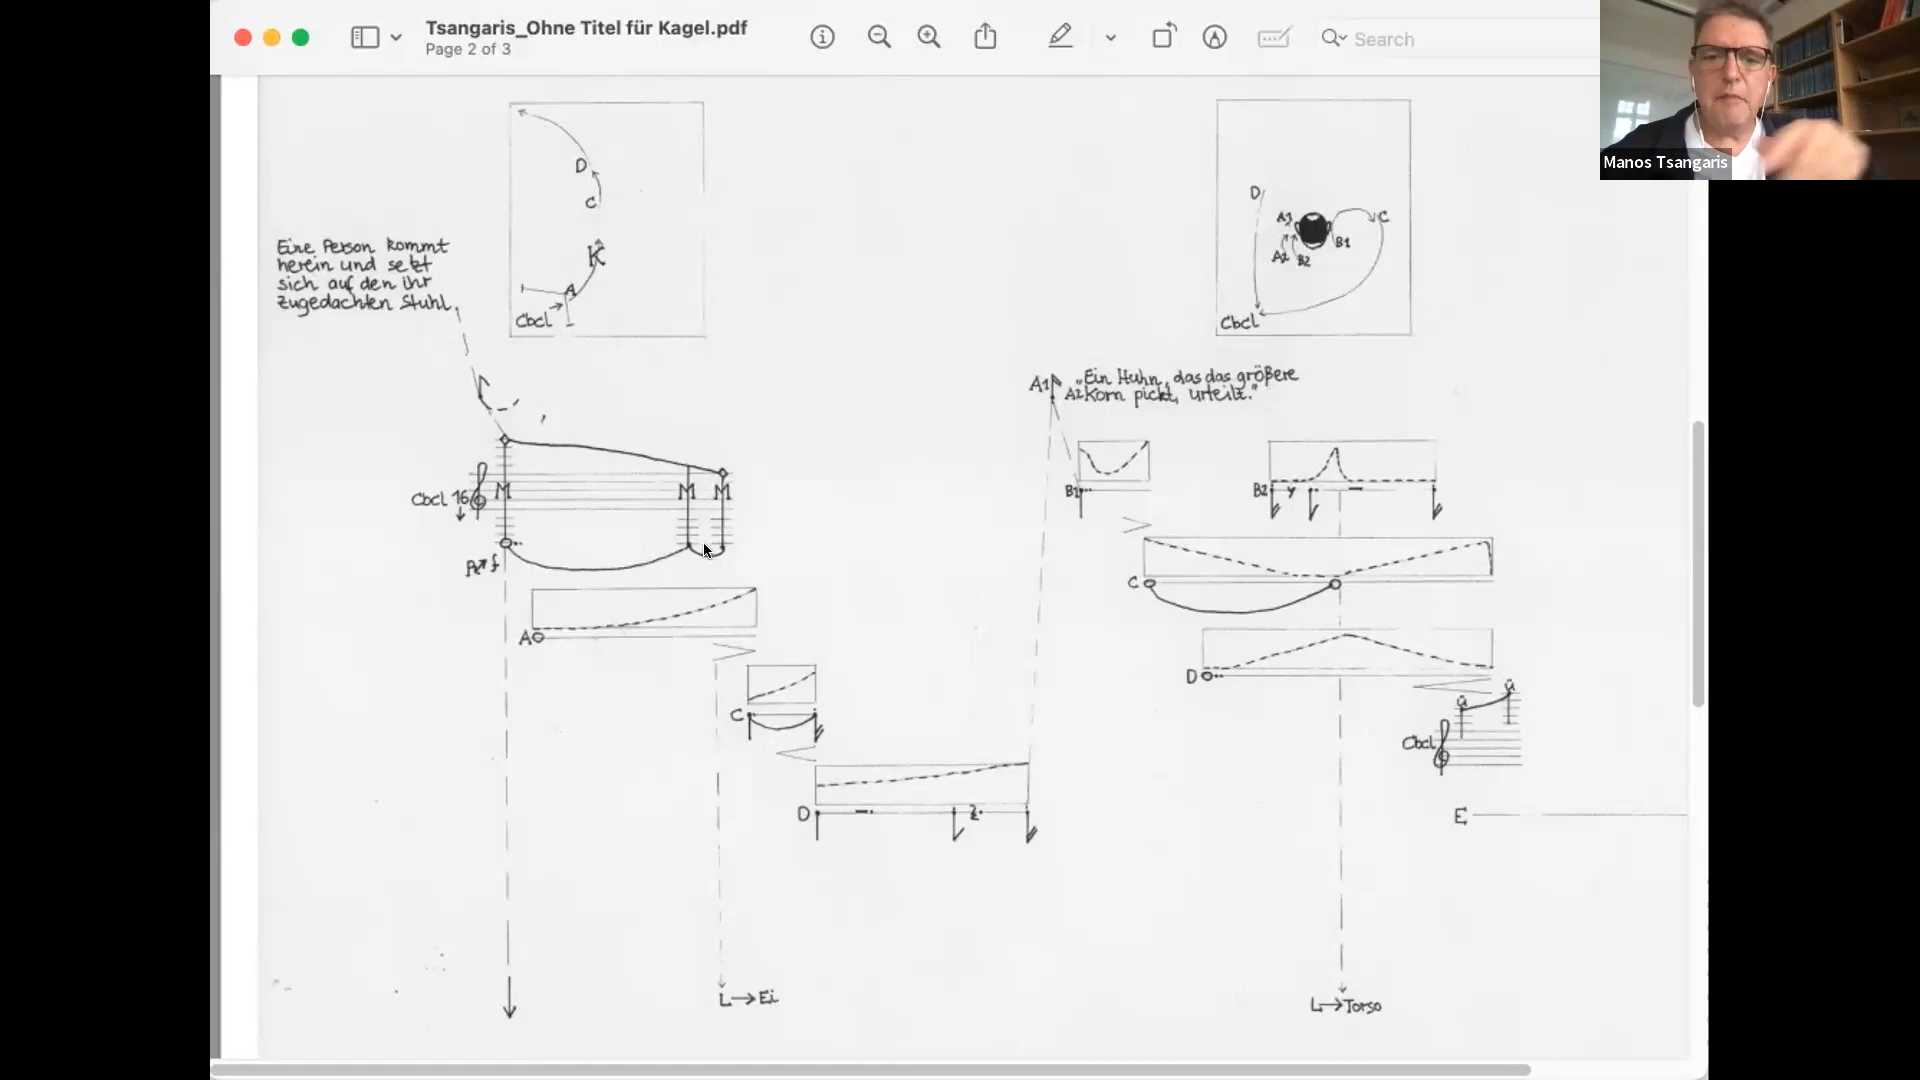 Tsangaris_Ohne Titel für Kagel.pdf
Page 2 of 3
Search
Manos Tsangaris
D
C
K
A
Cbcl
Eine Person kommt
herein und setzt
sich auf den ihr
zugedachten Stuhl.
D
A3
C
B1
A2
B2
Cbcl
A1
„Ein Huhn, das das größere
A2
Korn pickt, urteilt.“
Cbcl 16
M
M
M
f
B1
B2
A
C
C
D
D
ü
ü
Cbcl
E
L→Ei
L→Torso